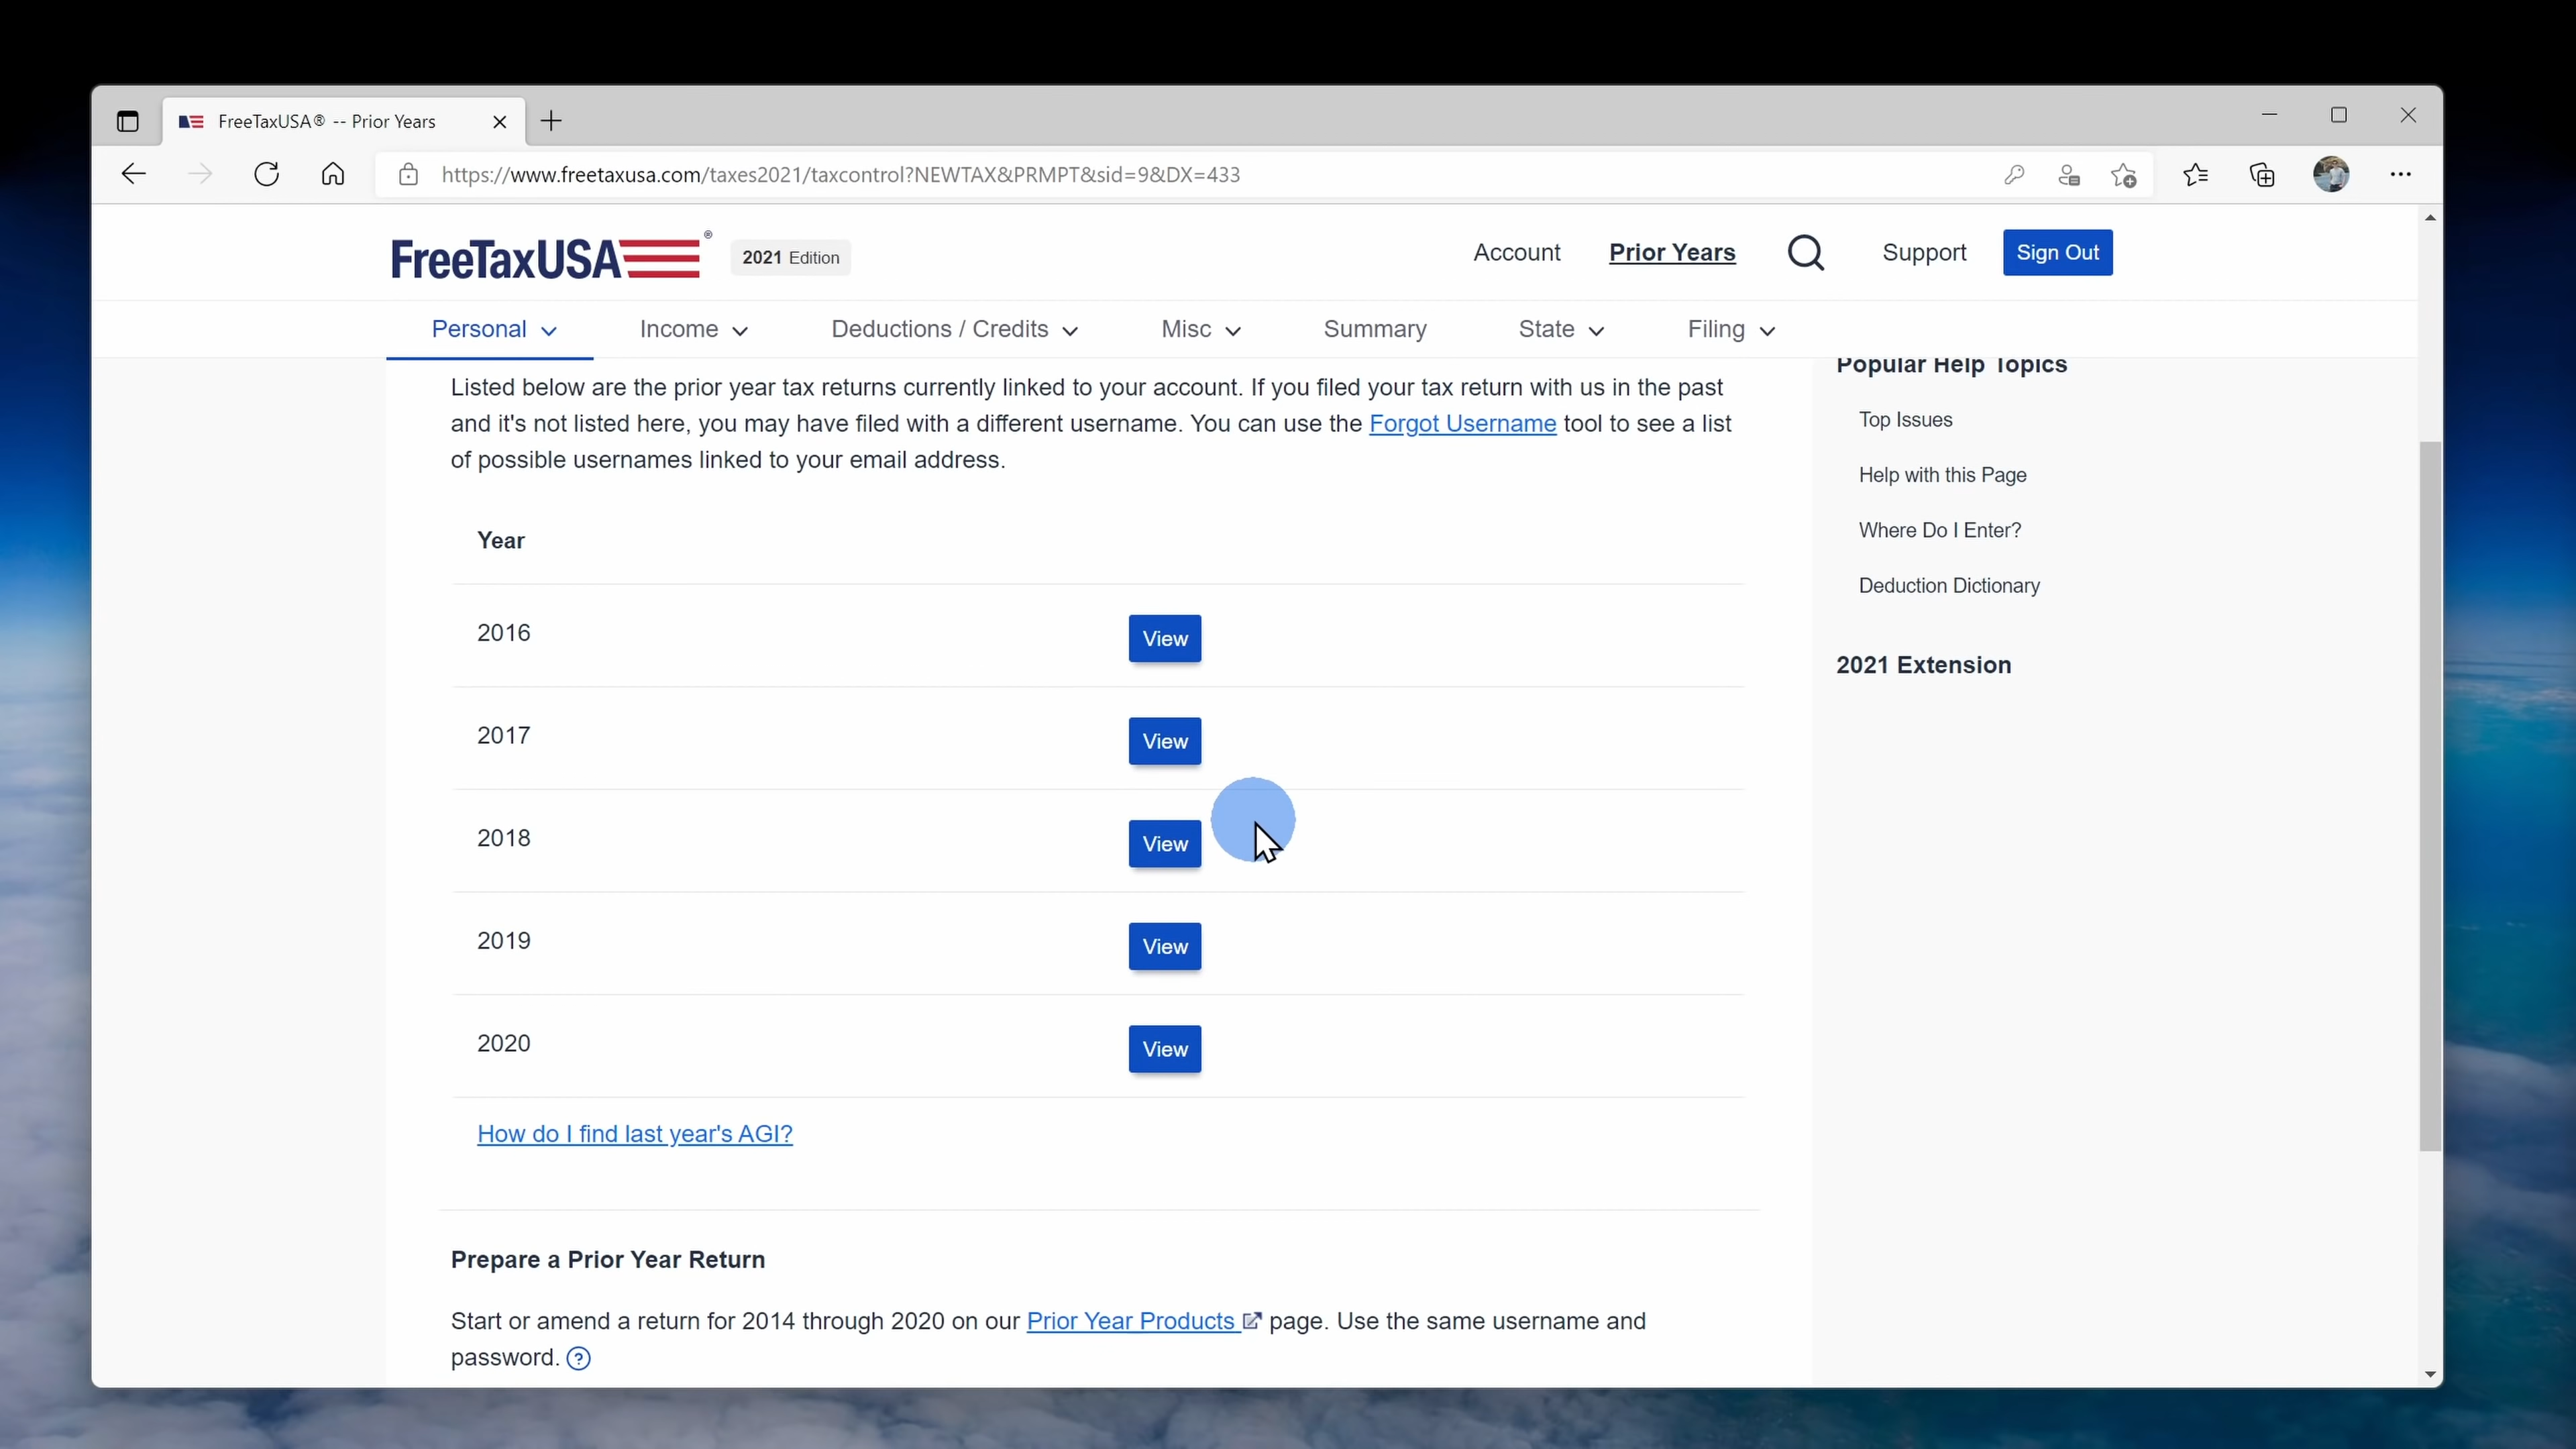 FreeTaxUSA® -- Prior Years
https://www.freetaxusa.com/taxes2021/taxcontrol?NEWTAX&PRMPT&sid=9&DX=433
FreeTaxUSA® 2021 Edition
Account Prior Years Support Sign Out
Personal Income Deductions / Credits Misc Summary State Filing
Listed below are the prior year tax returns currently linked to your account. If you filed your tax return with us in the past
and it's not listed here, you may have filed with a different username. You can use the Forgot Username tool to see a list
of possible usernames linked to your email address.
Year
2016 View
2017 View
2018 View
2019 View
2020 View
How do I find last year's AGI?
Prepare a Prior Year Return
Start or amend a return for 2014 through 2020 on our Prior Year Products page. Use the same username and
password. ?
Popular Help Topics
Top Issues
Help with this Page
Where Do I Enter?
Deduction Dictionary
2021 Extension